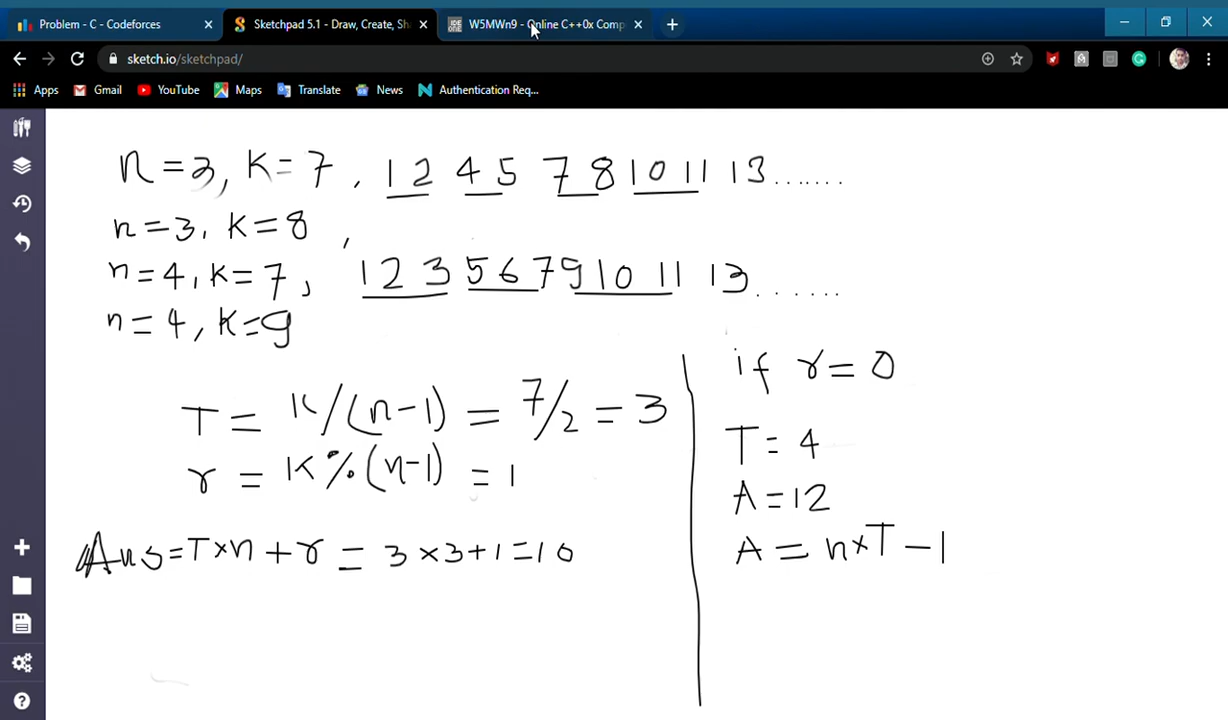 Problem - C - Codeforces
Sketchpad 5.1 - Draw, Create, Sh
W5MWn9 - Online C++0x Comp
sketch.io/sketchpad/
Apps
Gmail
YouTube
Maps
Translate
News
Authentication Req...
n = 3, K = 7 , 1 2 4 5 7 8 10 11 13.......
n = 3, K = 8 ,
n = 4, K = 7 , 1 2 3 5 6 7 9 10 11 13. . . . . .
n = 4, K = 9
T = K/(n-1) = 7/2 = 3
r = K%(n-1) = 1
Ans = T×n + r = 3×3+1 = 10
if r = 0
T = 4
A = 12
A = n×T - 1